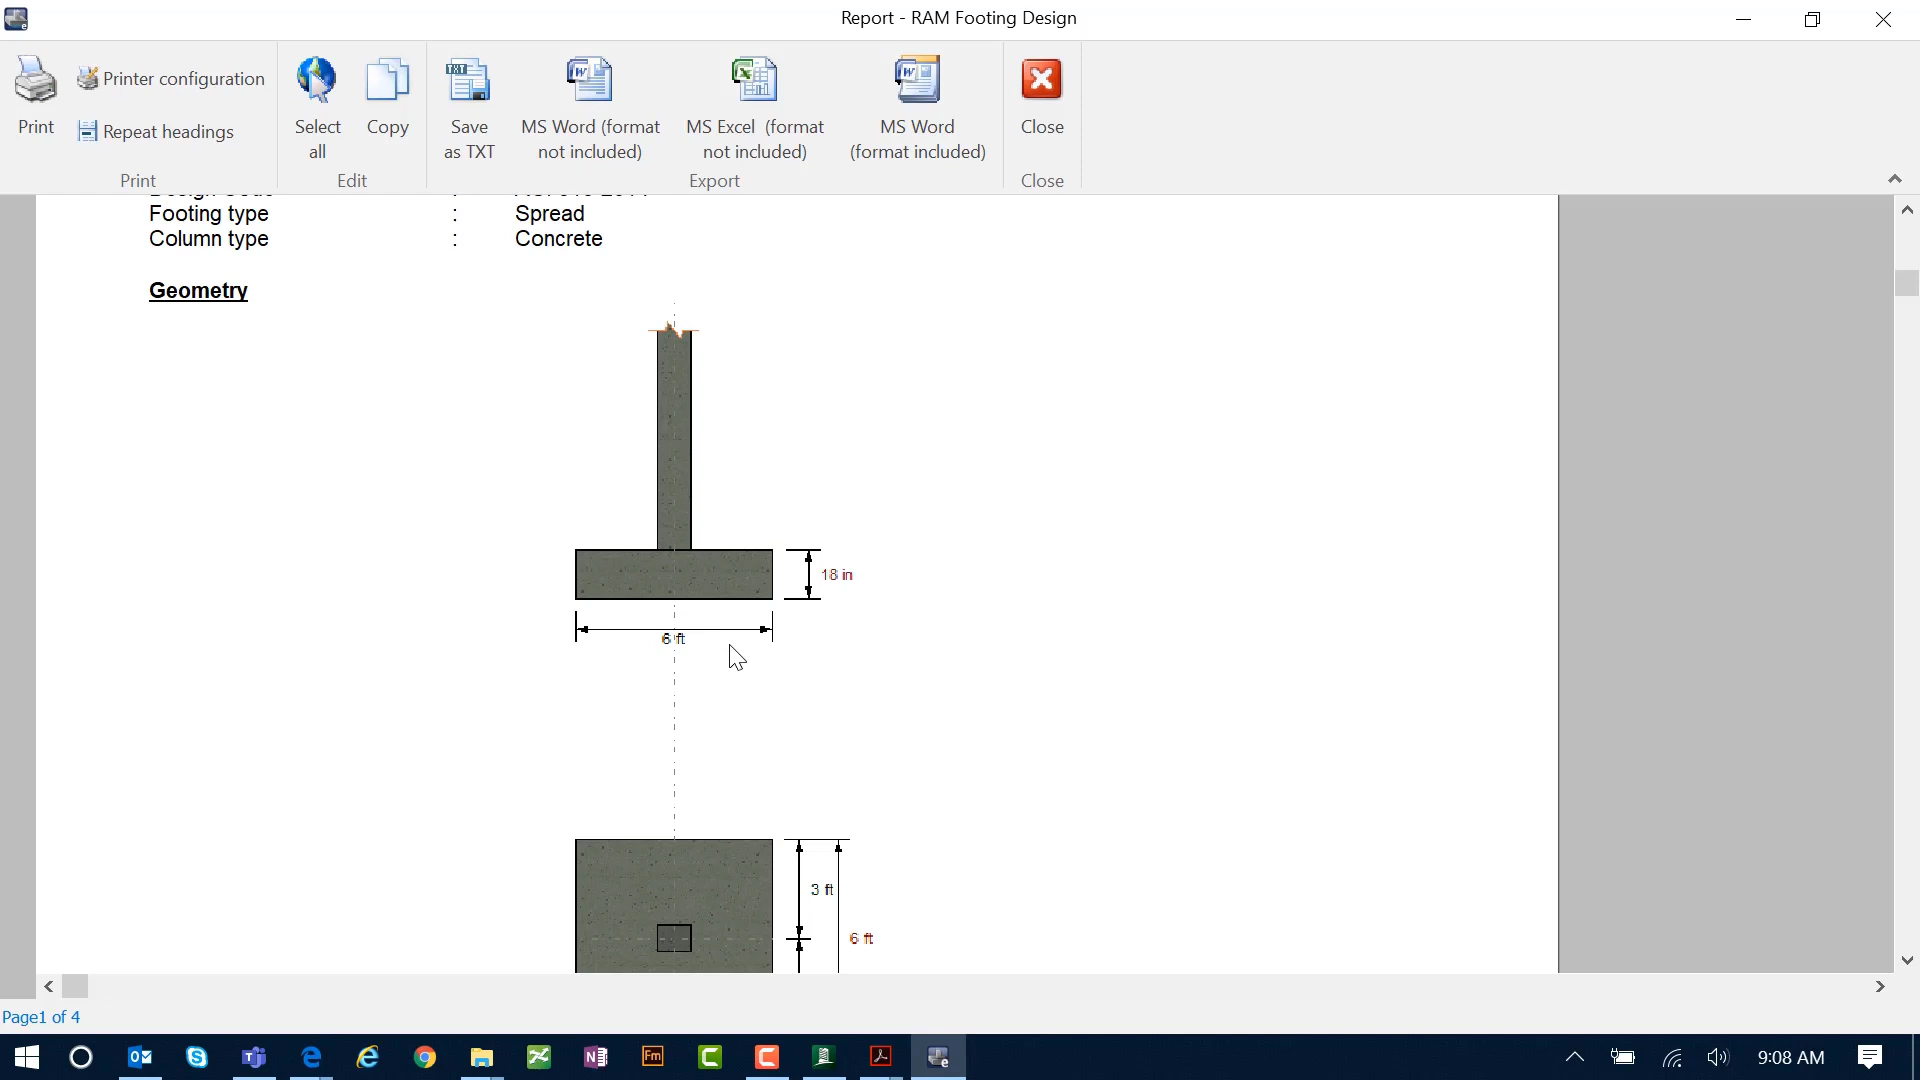 Report - RAM Footing Design
Print
Printer configuration
Repeat headings
Print
Select
all
Copy
Edit
Save
as TXT
MS Word (format
not included)
MS Excel (format
not included)
MS Word
(format included)
Export
Close
Close
Footing type : Spread
Column type : Concrete
Geometry
18 in
6 ft
3 ft
6 ft
Page1 of 4
9:08 AM